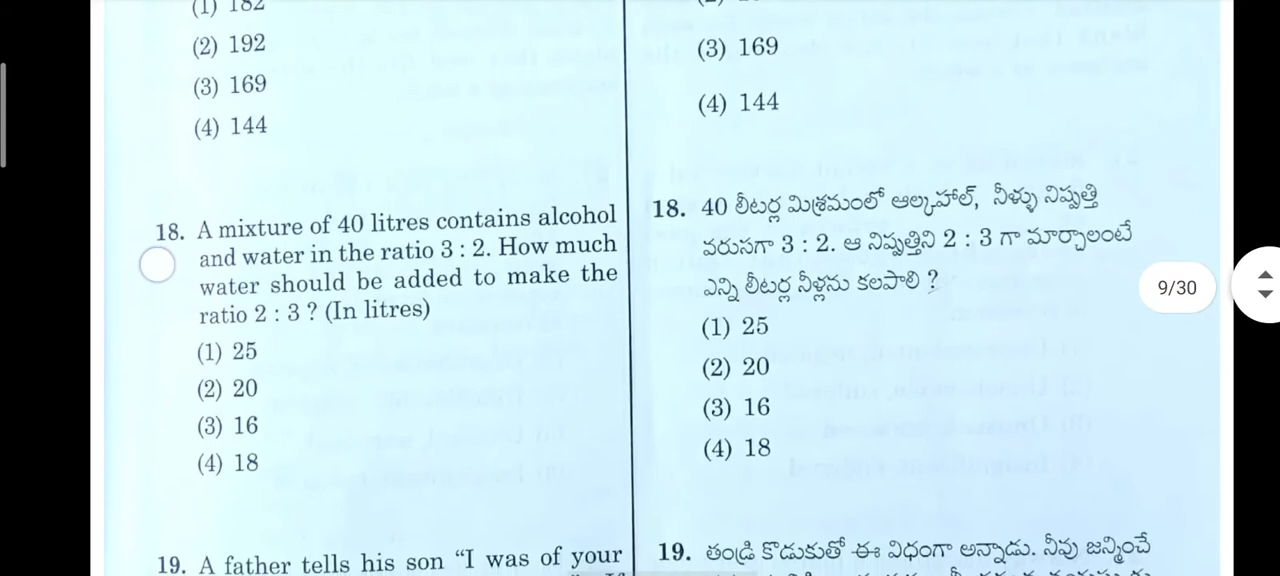 (1) 182
(2) 192
(3) 169
(4) 144
18. A mixture of 40 litres contains alcohol
and water in the ratio 3 : 2. How much
water should be added to make the
ratio 2 : 3 ? (In litres)
(1) 25
(2) 20
(3) 16
(4) 18
19. A father tells his son “I was of your
(3) 169
(4) 144
18. 40 లీటర్ల మిశ్రమంలో ఆల్కహాల్, నీళ్ళు నిష్పత్తి
వరుసగా 3 : 2. ఆ నిష్పత్తిని 2 : 3 గా మార్చాలంటే
ఎన్ని లీటర్ల నీళ్లను కలపాలి ?
(1) 25
(2) 20
(3) 16
(4) 18
19. తండ్రి కొడుకుతో ఈ విధంగా అన్నాడు. నీవు జన్మించే
9/30